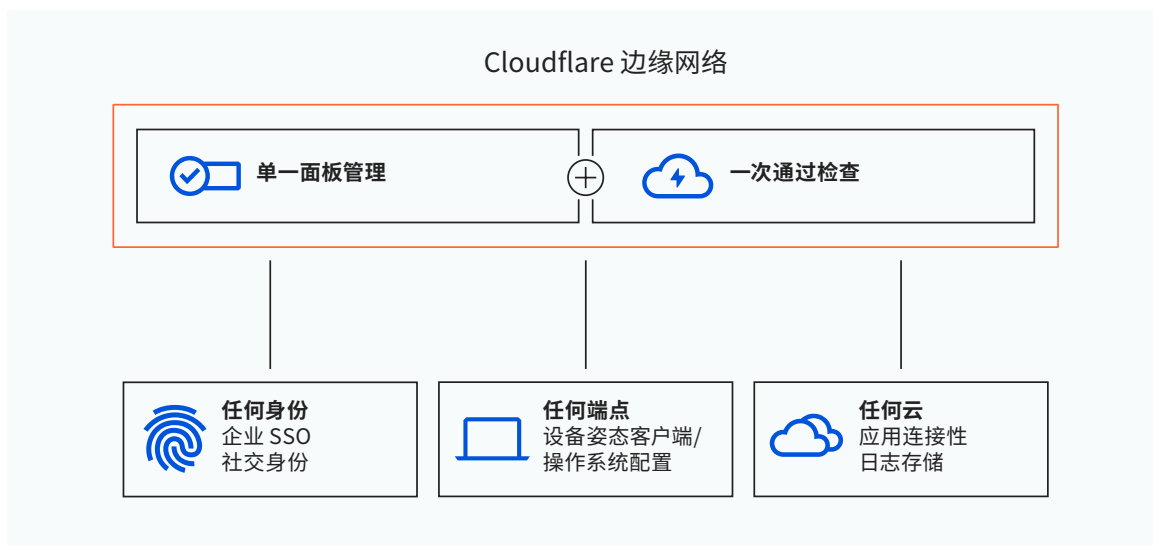 Cloudflare 边缘网络
单一面板管理
一次通过检查
任何身份
企业 SSO
社交身份
任何端点
设备姿态客户端/
操作系统配置
任何云
应用连接性
日志存储